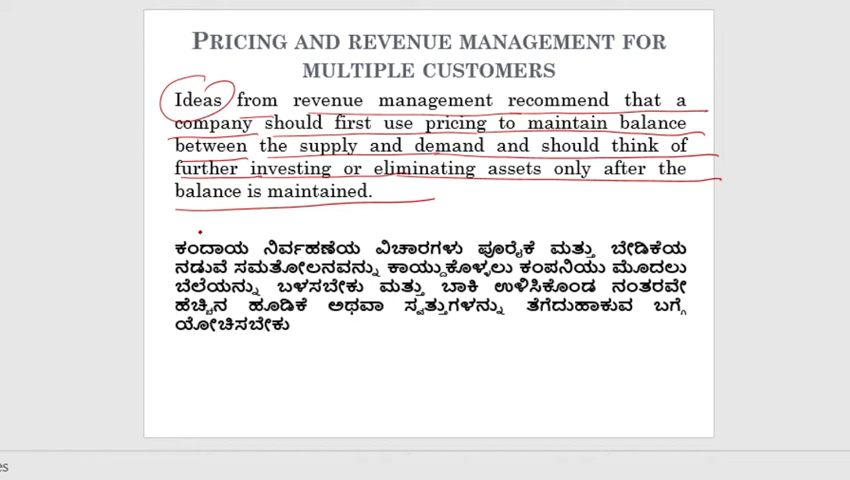 PRICING AND REVENUE MANAGEMENT FOR
MULTIPLE CUSTOMERS
Ideas from revenue management recommend that a
company should first use pricing to maintain balance
between the supply and demand and should think of
further investing or eliminating assets only after the
balance is maintained.
ಕಂದಾಯ ನಿರ್ವಹಣೆಯ ವಿಚಾರಗಳು ಪೂರೈಕೆ ಮತ್ತು ಬೇಡಿಕೆಯ
ನಡುವೆ ಸಮತೋಲನವನ್ನು ಕಾಯ್ದುಕೊಳ್ಳಲು ಕಂಪನಿಯು ಮೊದಲು
ಬೆಲೆಯನ್ನು ಬಳಸಬೇಕು ಮತ್ತು ಬಾಕಿ ಉಳಿಸಿಕೊಂಡ ನಂತರವೇ
ಹೆಚ್ಚಿನ ಹೂಡಿಕೆ ಅಥವಾ ಸ್ವತ್ತುಗಳನ್ನು ತೆಗೆದುಹಾಕುವ ಬಗ್ಗೆ
ಯೋಚಿಸಬೇಕು